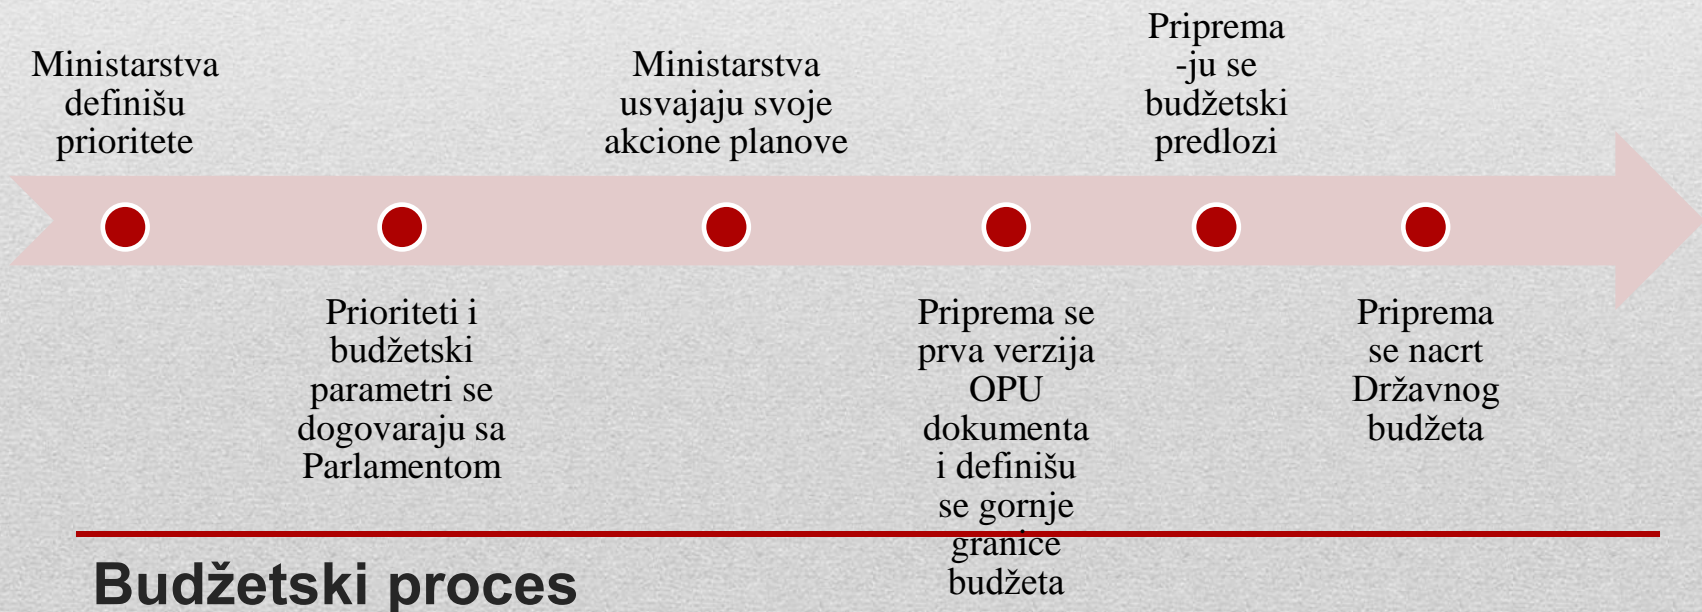 Ministarstva
definišu
prioritete
Prioriteti i
budžetski
parametri se
dogovaraju sa
Parlamentom
Ministarstva
usvajaju svoje
akcione planove
Priprema se
prva verzija
OPU
dokumenta
i definišu
se gornje
granice
budžeta
Priprema
-ju se
budžetski
predlozi
Priprema
se nacrt
Državnog
budžeta
Budžetski proces